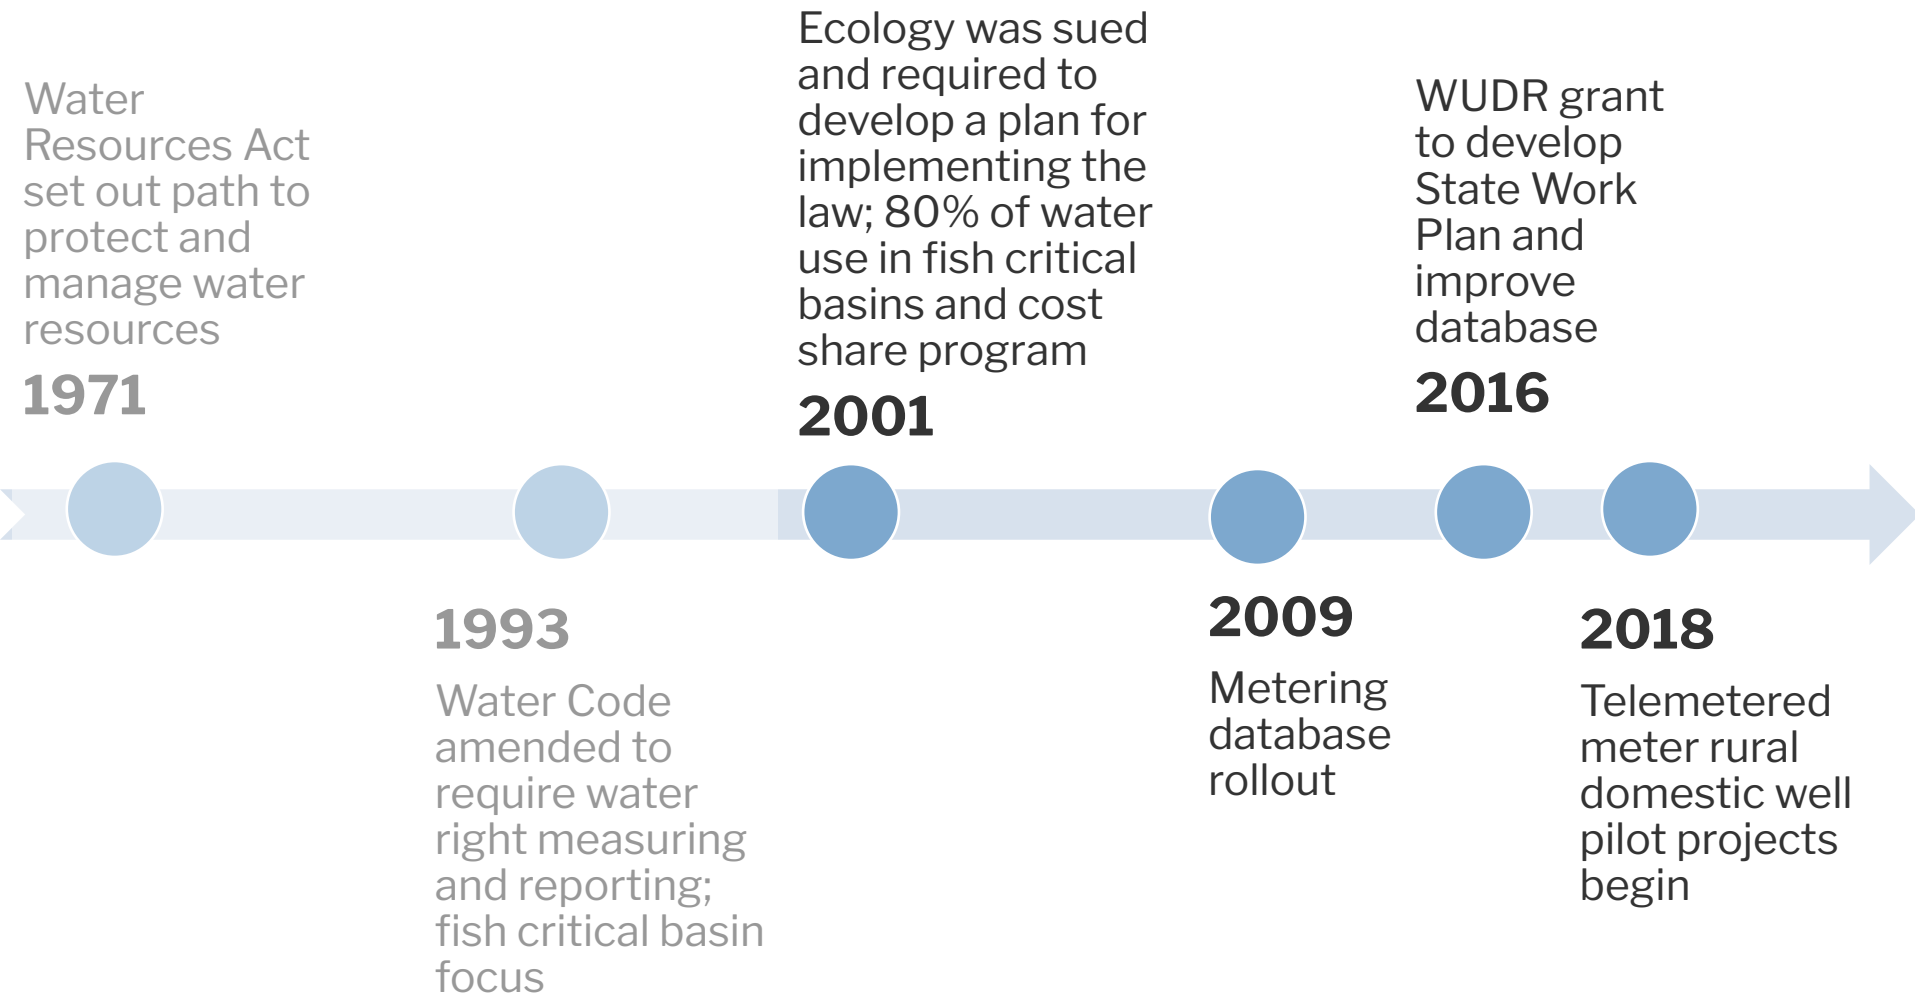 Water
Resources Act
set out path to
protect and
manage water
resources
1971
1993
Water Code
amended to
require water
right measuring
and reporting;
fish critical basin
focus
Ecology was sued
and required to
develop a plan for
implementing the
law; 80% of water
use in fish critical
basins and cost
share program
2001
2009
Metering
database
rollout
WUDR grant
to develop
State Work
Plan and
improve
database
2016
2018
Telemetered
meter rural
domestic well
pilot projects
begin